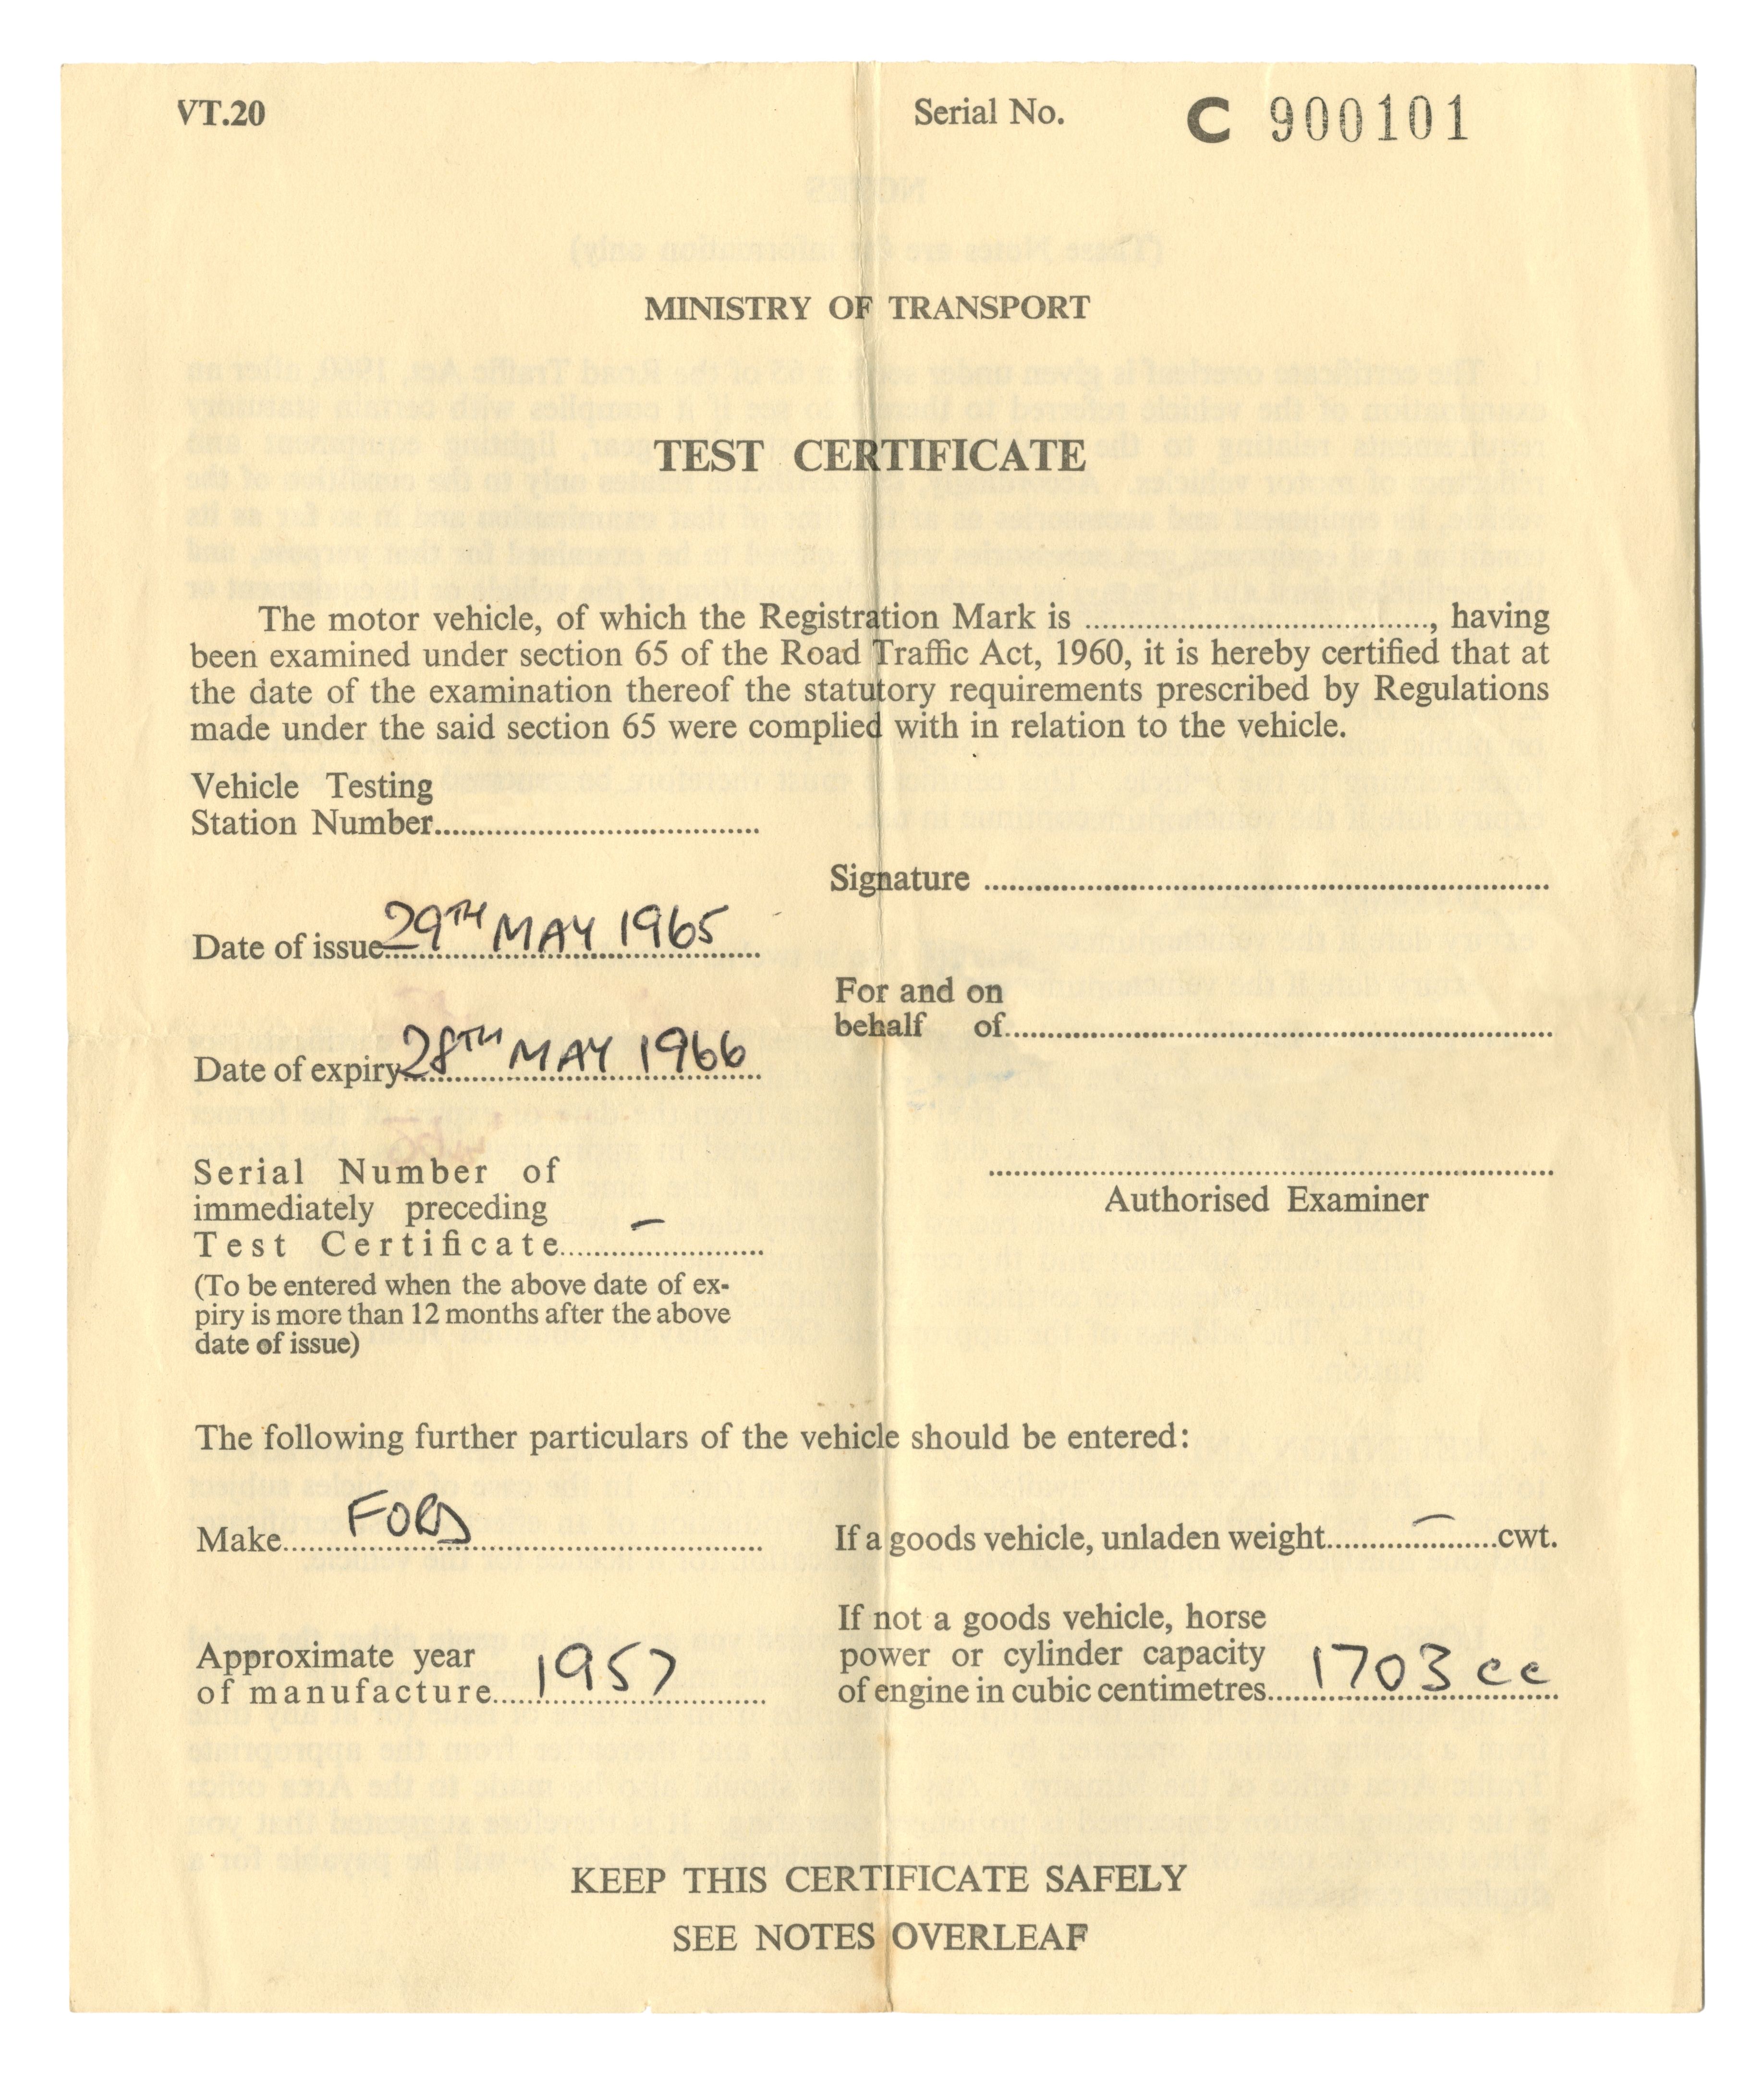 VT.20 Serial No. C 900101
MINISTRY OF TRANSPORT
TEST CERTIFICATE
The motor vehicle, of which the Registration Mark is ...................., having
been examined under section 65 of the Road Traffic Act, 1960, it is hereby certified that at
the date of the examination thereof the statutory requirements prescribed by Regulations
made under the said section 65 were complied with in relation to the vehicle.
Vehicle Testing
Station Number....................
Signature ....................
Date of issue 29TH MAY 1965
For and on
behalf of....................
Date of expiry 28TH MAY 1966
Serial Number of
immediately preceding
Test Certificate.......–.......
(To be entered when the above date of ex-
piry is more than 12 months after the above
date of issue)
....................
Authorised Examiner
The following further particulars of the vehicle should be entered:
Make FORD
If a goods vehicle, unladen weight.......–.......cwt.
Approximate year
of manufacture 1957
If not a goods vehicle, horse
power or cylinder capacity
of engine in cubic centimetres 1703 cc
KEEP THIS CERTIFICATE SAFELY
SEE NOTES OVERLEAF